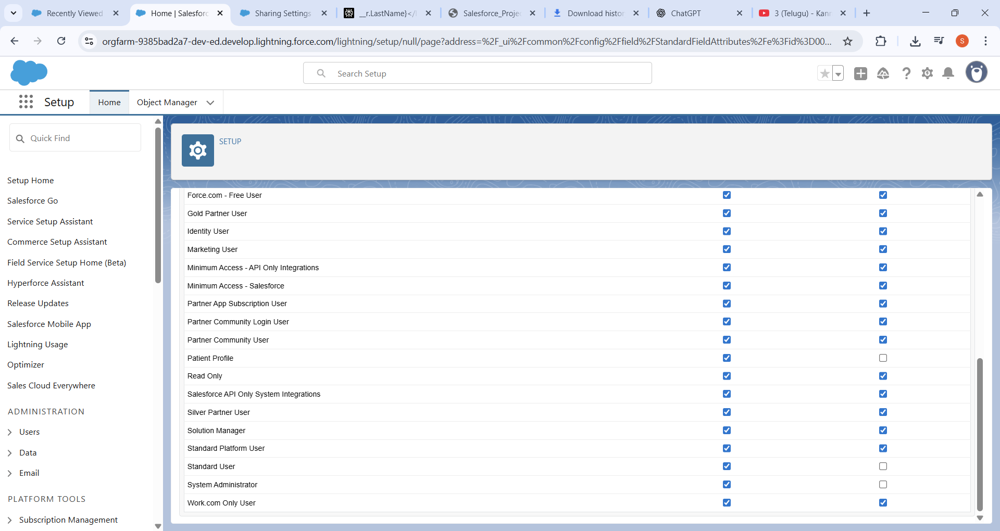 Recently Viewed
Home | Salesforc
Sharing Settings
__r.LastName}</l
Salesforce_Projec
Download histor
ChatGPT
3 (Telugu) - Kann
orgfarm-9385bad2a7-dev-ed.develop.lightning.force.com/lightning/setup/null/page?address=%2F_ui%2Fcommon%2Fconfig%2Ffield%2FStandardFieldAttributes%2Fe%3Fid%3D00...
S
Search Setup
Setup
Home
Object Manager
Quick Find
SETUP
Setup Home
Salesforce Go
Service Setup Assistant
Commerce Setup Assistant
Field Service Setup Home (Beta)
Hyperforce Assistant
Release Updates
Salesforce Mobile App
Lightning Usage
Optimizer
Sales Cloud Everywhere
ADMINISTRATION
Users
Data
Email
PLATFORM TOOLS
Subscription Management
Force.com - Free User
Gold Partner User
Identity User
Marketing User
Minimum Access - API Only Integrations
Minimum Access - Salesforce
Partner App Subscription User
Partner Community Login User
Partner Community User
Patient Profile
Read Only
Salesforce API Only System Integrations
Silver Partner User
Solution Manager
Standard Platform User
Standard User
System Administrator
Work.com Only User